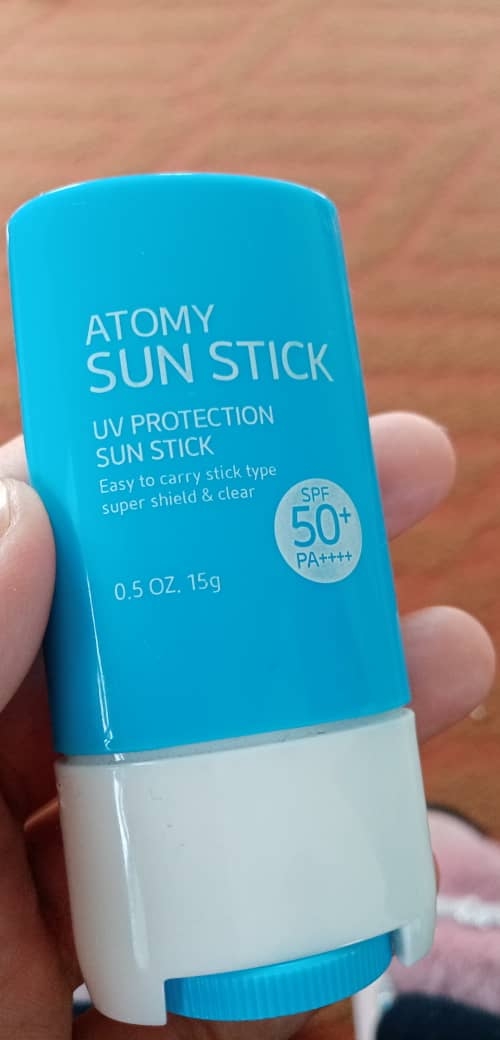 ATOMY
SUN STICK
UV PROTECTION
SUN STICK
Easy to carry stick type
super shield & clear
SPF
50+
PA++++
0.5 OZ. 15g